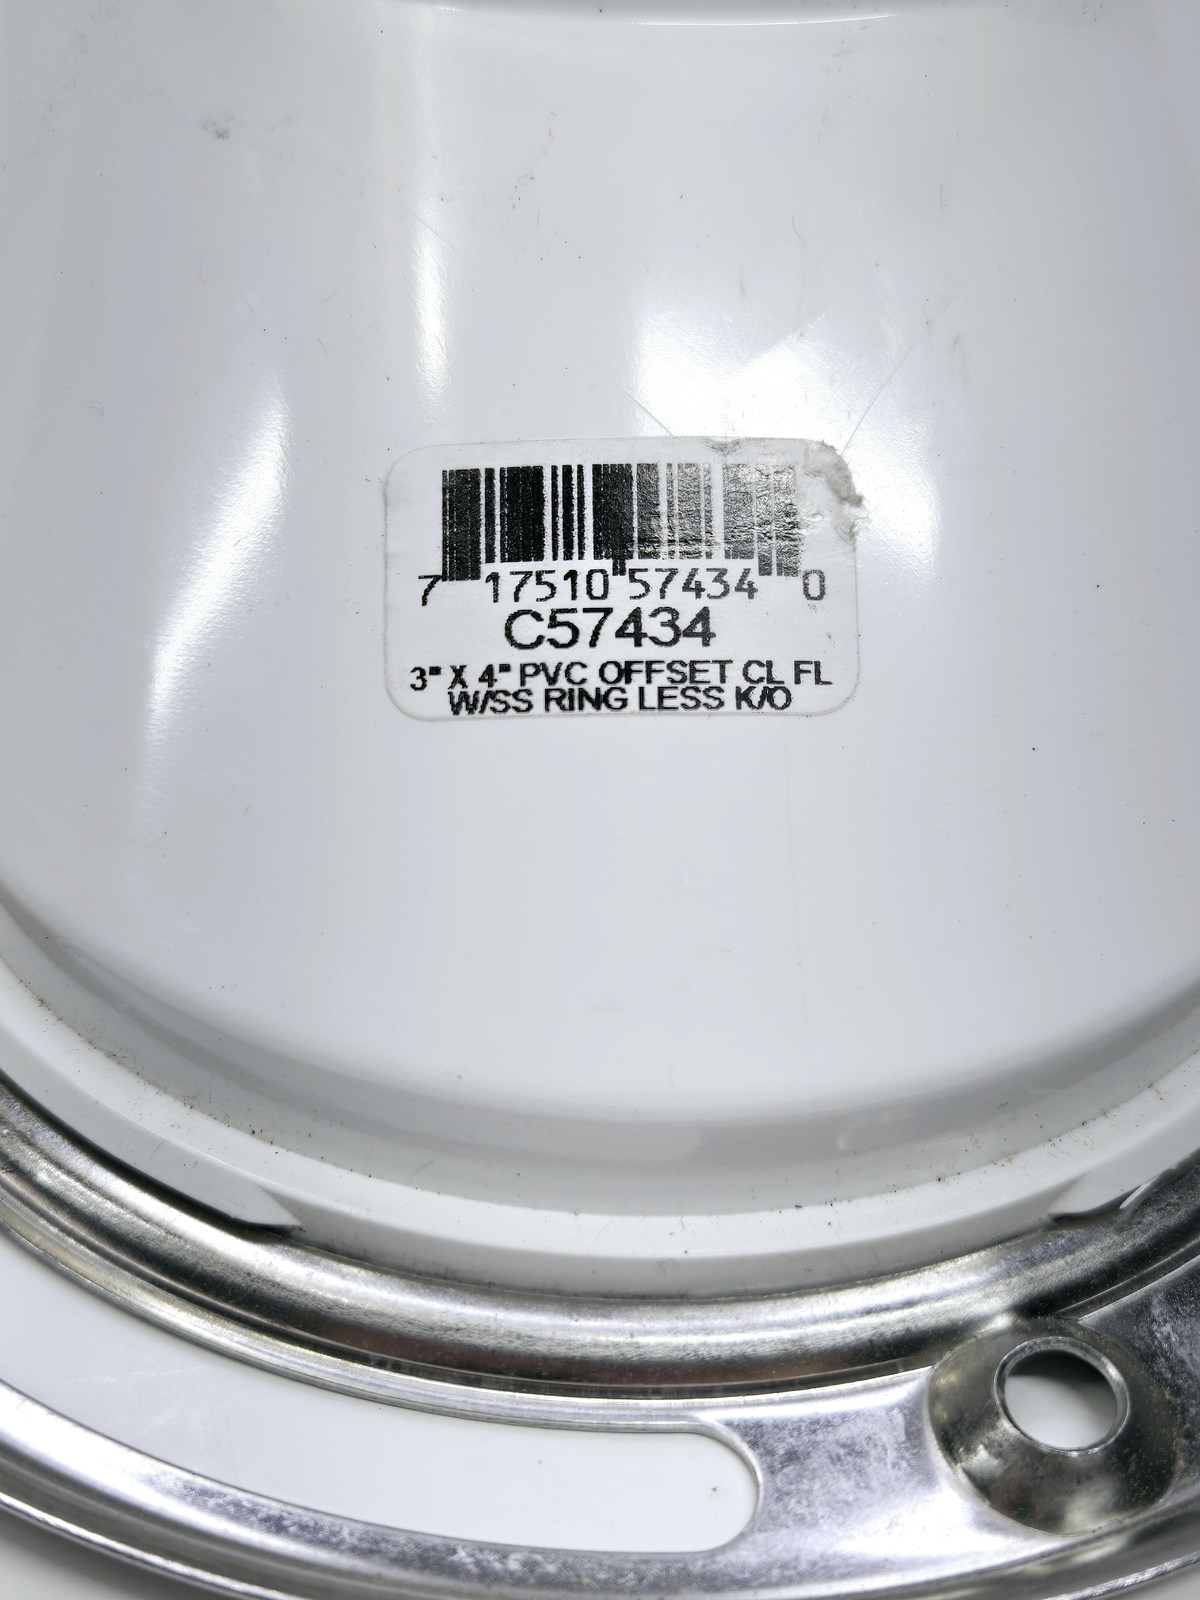 7 17510 57434 0
C57434
3" X 4" PVC OFFSET CL FL
W/SS RING LESS K/O